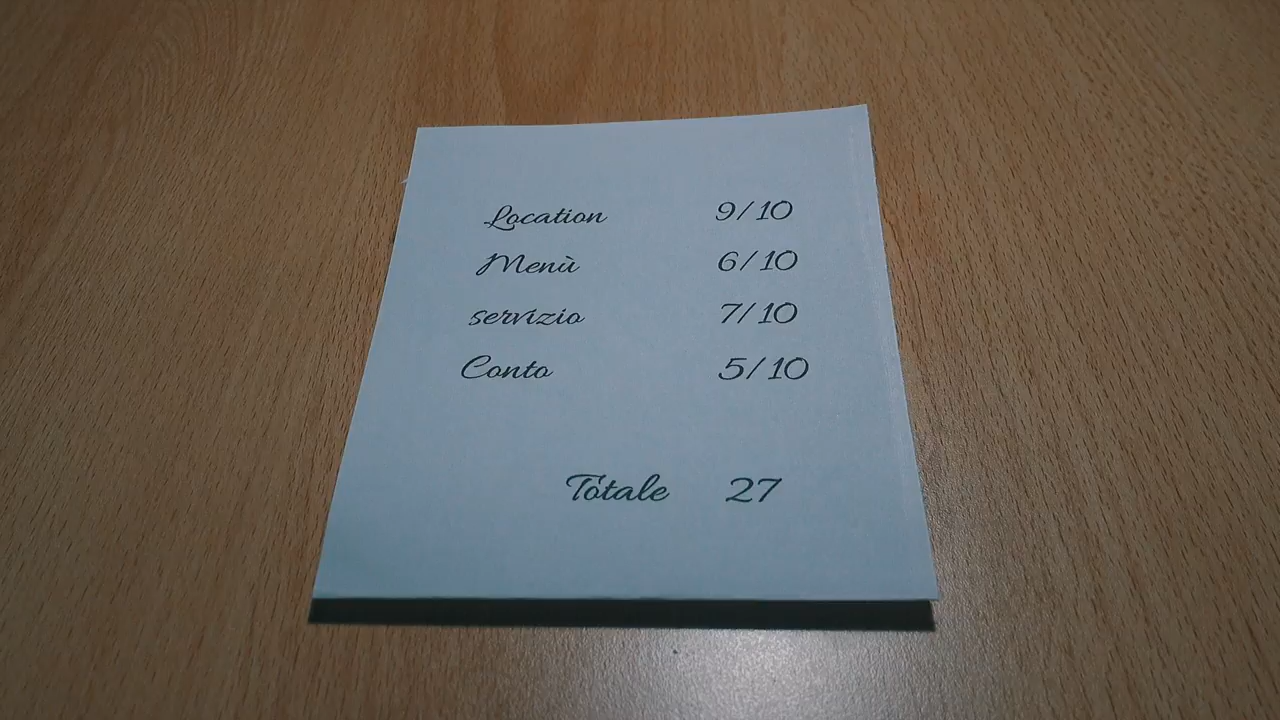 Location 9/10
Menù 6/10
servizio 7/10
Conto 5/10
Totale 27